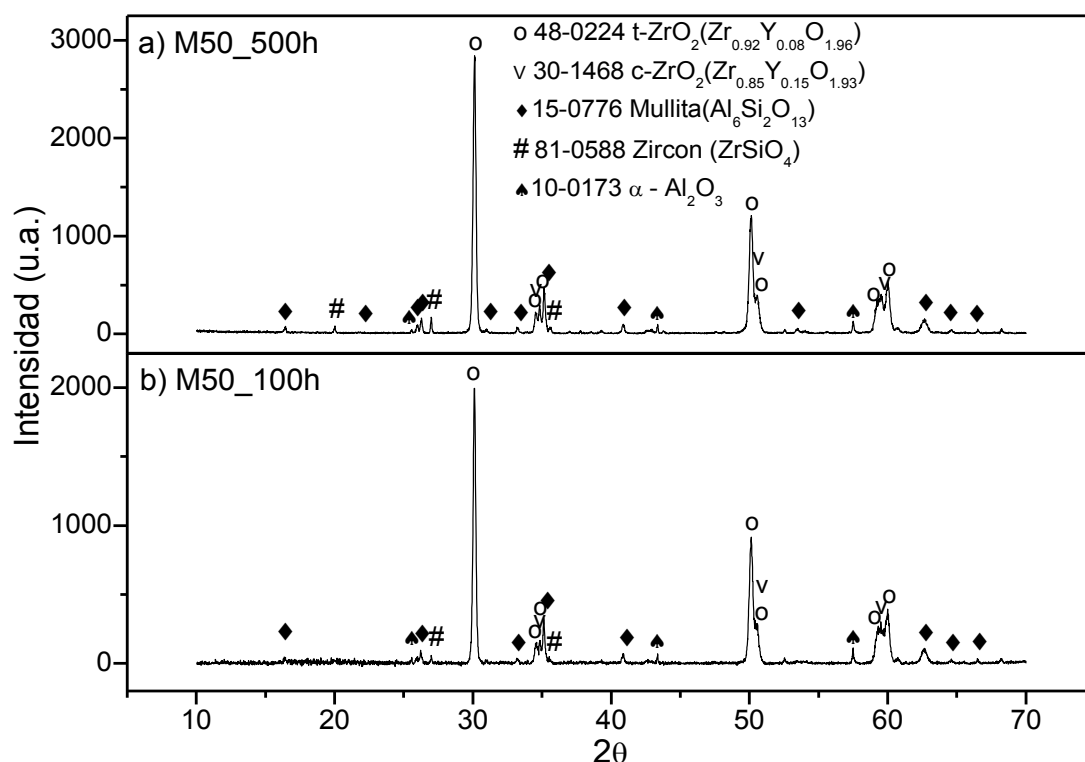 a) M50_500h
o 48-0224 t-ZrO₂(Zr₀.₉₂Y₀.₀₈O₁.₉₆)
v 30-1468 c-ZrO₂(Zr₀.₈₅Y₀.₁₅O₁.₉₃)
♦ 15-0776 Mullita(Al₆Si₂O₁₃)
# 81-0588 Zircon (ZrSiO₄)
♠ 10-0173 α - Al₂O₃
3000
2000
1000
0
b) M50_100h
2000
1000
0
Intensidad (u.a.)
10 20 30 40 50 60 70
2θ